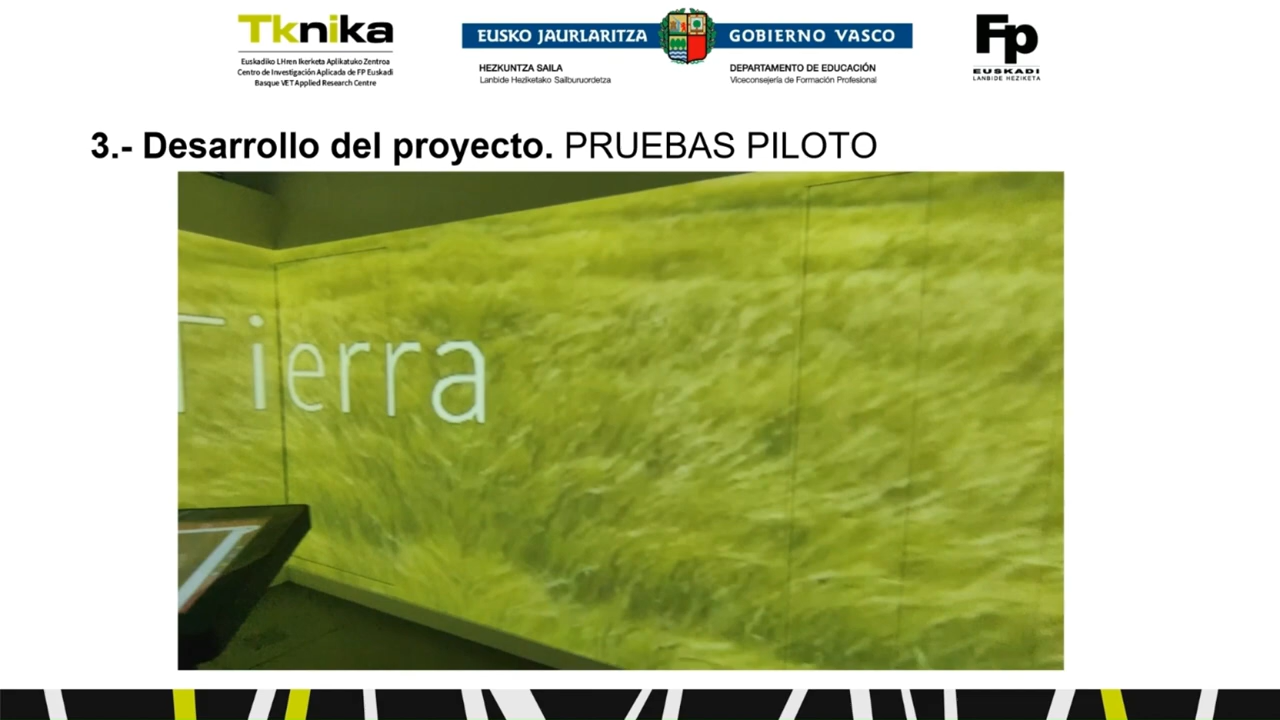 Tknika
Euskadiko LHren Ikerketa Aplikatuko Zentroa
Centro de Investigación Aplicada de FP Euskadi
Basque VET Applied Research Centre
EUSKO JAURLARITZA
GOBIERNO VASCO
HEZKUNTZA SAILA
Lanbide Heziketako Sailburuordetza
DEPARTAMENTO DE EDUCACIÓN
Viceconsejería de Formación Profesional
Fp
EUSKADI
LANBIDE HEZIKETA
3.- Desarrollo del proyecto. PRUEBAS PILOTO
Tierra